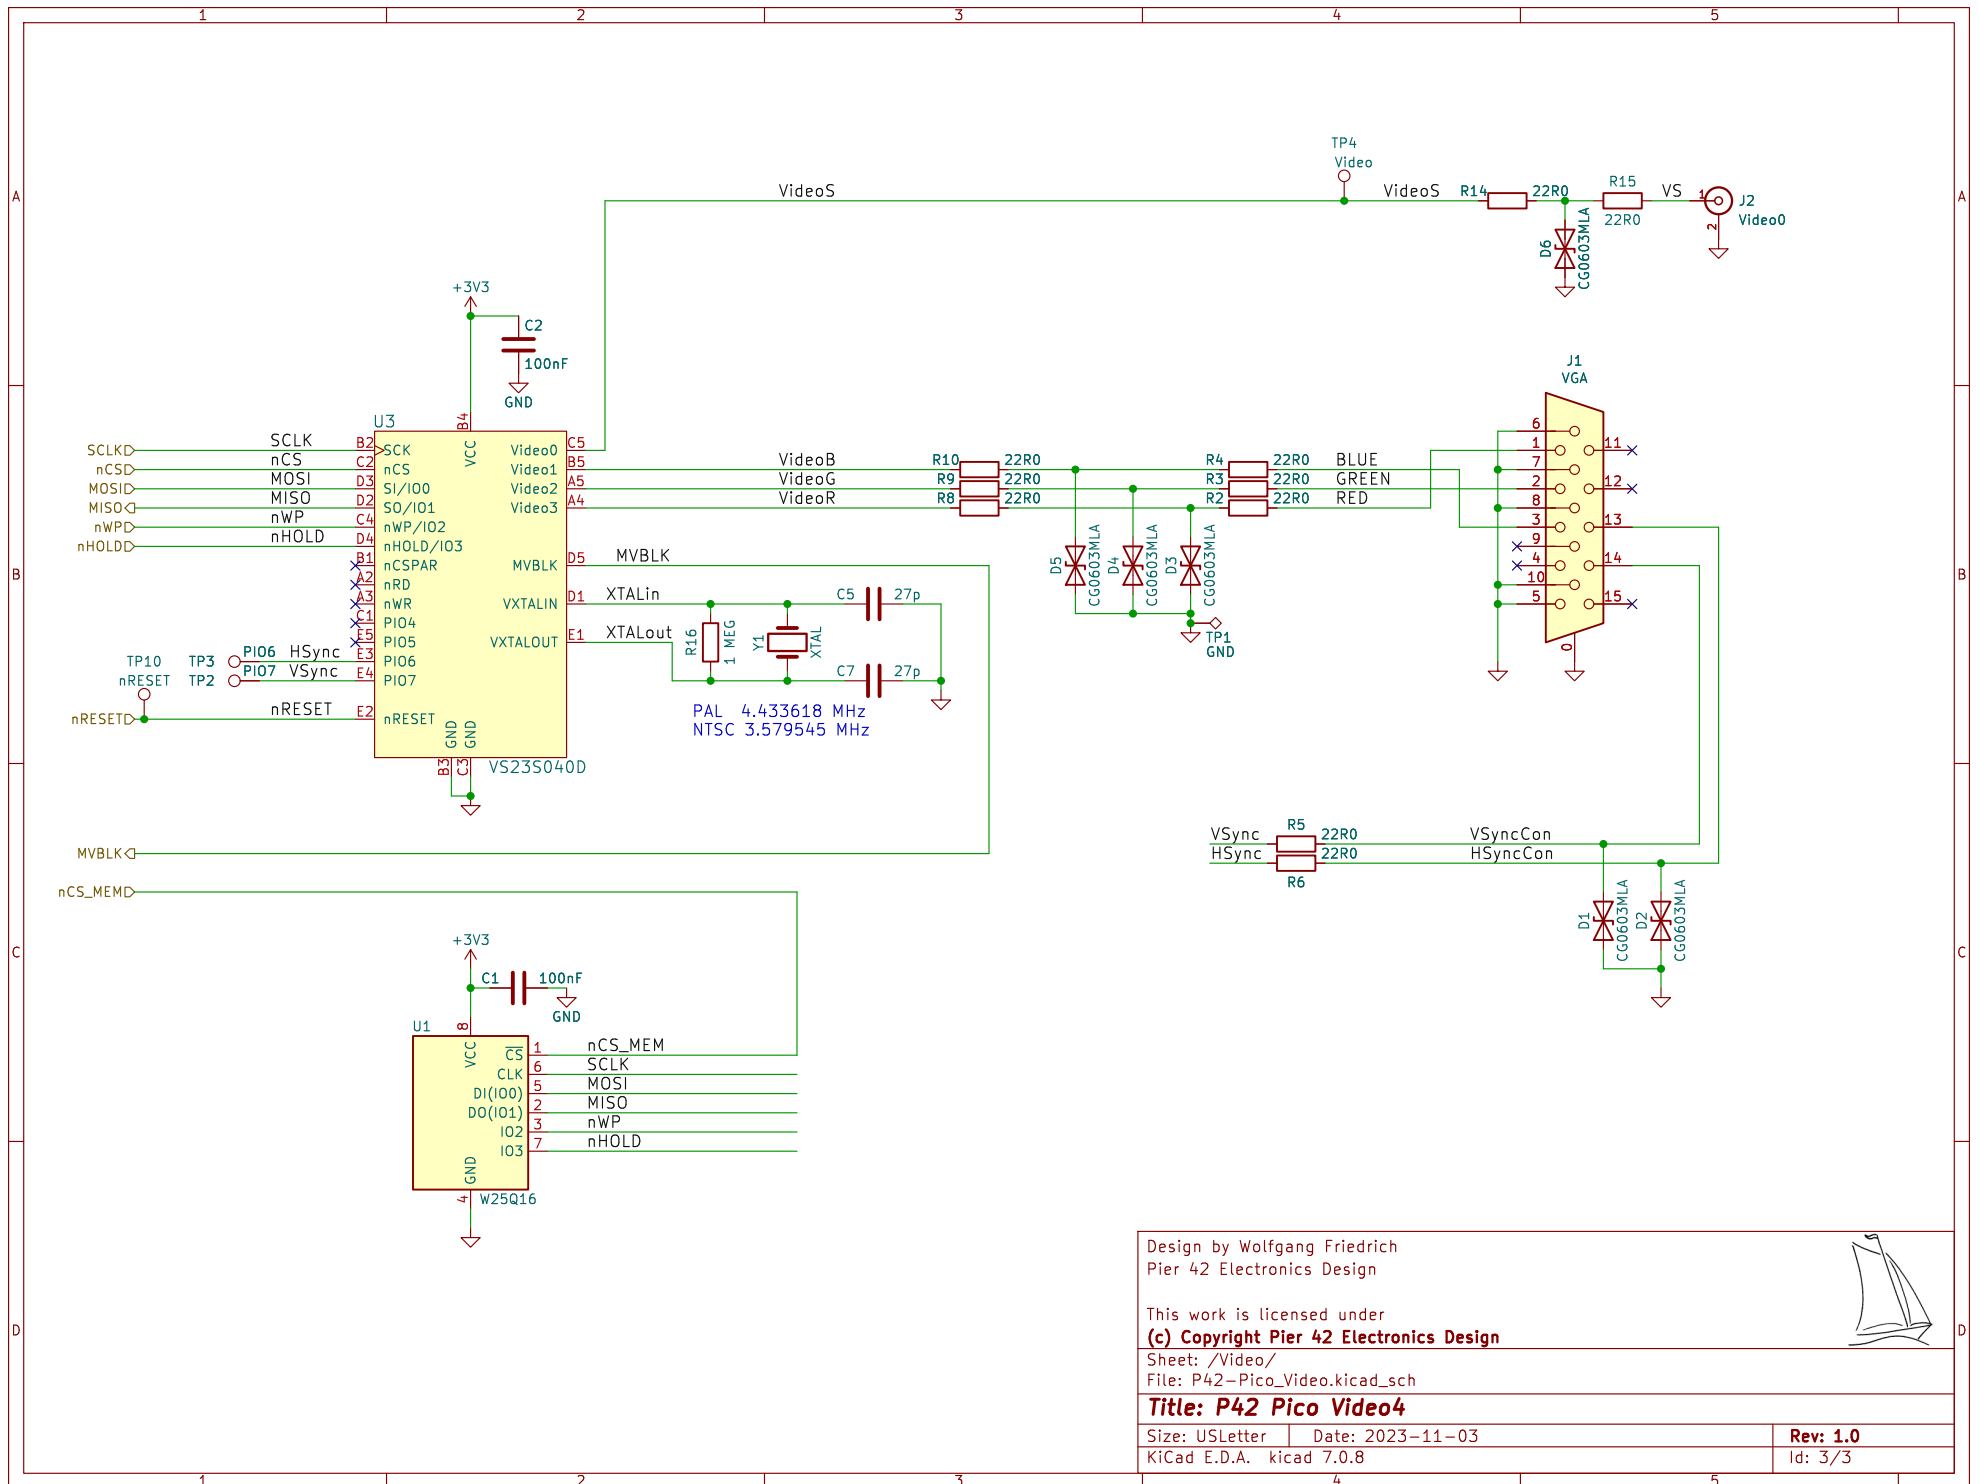 1 2 3 4 5
A A
B B
C C
D D
1 2 3 4 5
TP4
Video
VideoS
VideoS
R14 22R0
R15
22R0
VS
1
2
J2
Video0
D6
CG0603MLA
+3V3
C2
100nF
GND
U3
B4
VCC
SCLK SCLK B2 SCK
nCS nCS C2 nCS
MOSI MOSI D3 SI/IO0
MISO MISO D2 SO/IO1
nWP nWP C4 nWP/IO2
nHOLD nHOLD D4 nHOLD/IO3
B1 nCSPAR
A2 nRD
A3 nWR
C1 PIO4
E5 PIO5
TP3 PIO6 HSync E3 PIO6
TP2 PIO7 VSync E4 PIO7
TP10
nRESET
nRESET nRESET E2 nRESET
Video0 C5
Video1 B5
Video2 A5
Video3 A4
MVBLK D5 MVBLK
VXTALIN D1 XTALin
VXTALOUT E1 XTALout
GND GND
B3 C3
VS23S040D
R16
1 MEG
Y1
XTAL
C5 27p
C7 27p
PAL 4.433618 MHz
NTSC 3.579545 MHz
VideoB R10 22R0 R4 22R0 BLUE
VideoG R9 22R0 R3 22R0 GREEN
VideoR R8 22R0 R2 22R0 RED
D5
CG0603MLA
D4
CG0603MLA
D3
CG0603MLA
TP1
GND
J1
VGA
6
1 11
7
2 12
8
3 13
9
4 14
10
5 15
0
MVBLK
nCS_MEM
VSync R5 22R0 VSyncCon
HSync R6 22R0 HSyncCon
D1
CG0603MLA
D2
CG0603MLA
+3V3
C1 100nF
GND
U1
8
VCC
CS 1 nCS_MEM
CLK 6 SCLK
DI(IO0) 5 MOSI
DO(IO1) 2 MISO
IO2 3 nWP
IO3 7 nHOLD
GND
4
W25Q16
Design by Wolfgang Friedrich
Pier 42 Electronics Design
This work is licensed under
(c) Copyright Pier 42 Electronics Design
Sheet: /Video/
File: P42-Pico_Video.kicad_sch
Title: P42 Pico Video4
Size: USLetter Date: 2023-11-03 Rev: 1.0
KiCad E.D.A. kicad 7.0.8 Id: 3/3